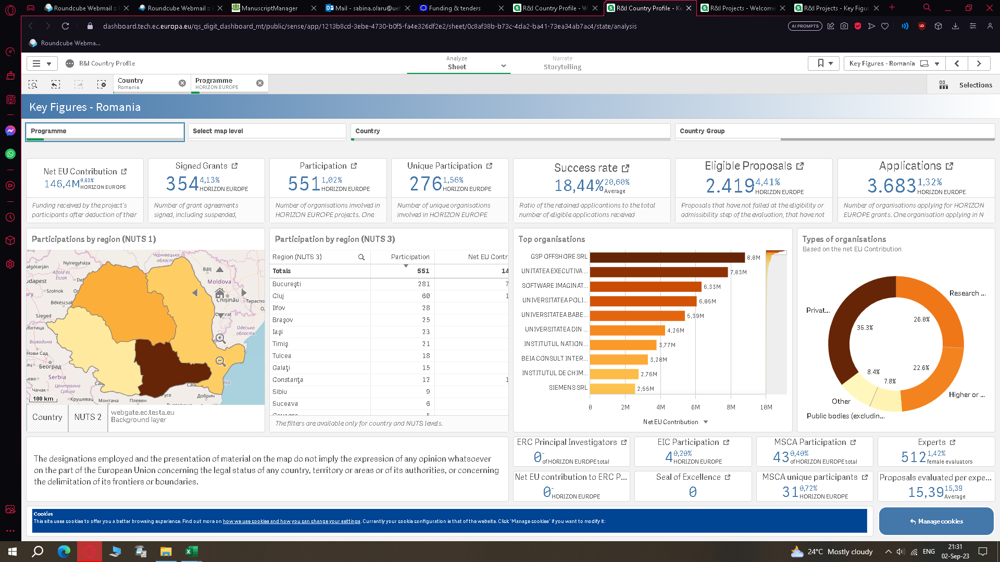 Roundcube Webmail ::
Roundcube Webmail ::
ManuscriptManager
Mail - sabina.olaru@uef
Funding & tenders
R&I Country Profile - W
R&I Country Profile - Ke
R&I Projects - Welcome
R&I Projects - Key Figur
dashboard.tech.ec.europa.eu/qs_digit_dashboard_mt/public/sense/app/1213b8cd-3ebe-4730-b0f5-fa4e326df2e2/sheet/0c8af38b-b73c-4da2-ba41-73ea34ab7ac4/state/analysis
AI PROMPTS
Roundcube Webma...
R&I Country Profile
Analyze
Sheet
Narrate
Storytelling
Key Figures - Romania
Country
Romania
Programme
HORIZON EUROPE
Selections
Key Figures - Romania
Programme
Select map level
Country
Country Group
Net EU Contribution
146,4M 0,63% HORIZON EUROPE
Funding received by the project's
participants after deduction of their
Signed Grants
354 4,13% HORIZON EUROPE
Number of grant agreements
signed, including suspended,
Participation
551 1,02% HORIZON EUROPE
Number of organisations involved in
HORIZON EUROPE projects. One
Unique Participation
276 1,56% HORIZON EUROPE
Number of unique organisations
involved in HORIZON EUROPE
Success rate
18,44% 20,60% Average
Ratio of the retained applicantions to the total
number of eligible applications received
Eligible Proposals
2.419 4,41% HORIZON EUROPE
Proposals that have not failed at the eligibility or
admissibility step of the evaluation, that have not
Applications
3.683 1,32% HORIZON EUROPE
Number of organisations applying for HORIZON
EUROPE grants. One organisation applying in N
Participations by region (NUTS 1)
Nyíregyháza
Чернівецька
область
Bălți
Alföld és
Észak
Debr
Szolnok
Békéscsaba
Szeged
Moldova
Chișinău
Тираспо
Одеська
область
Војводина
Нови Сад
Београд
Serbia
Централна
Србија
Чачак
Крушевац
Монтана
Плевен
Добрич
100 km
Country
NUTS 2
webgate.ec.testa.eu
Background layer
Participation by region (NUTS 3)
Region (NUTS 3) Participation Net EU Contr
Totals 551 14
Bucureşti 281 7
Cluj 60 1
Ilfov 28
Braşov 25
Iaşi 23
Timiş 21
Tulcea 18
Galaţi 15
Constanţa 12 1
Sibiu 9
Suceava 6
The filters are available only for country and NUTS levels.
Top organisations
GSP OFFSHORE SRL 8,8M
UNITATEA EXECUTIVA ... 7,83M
SOFTWARE IMAGINAT... 6,33M
UNIVERSITATEA POLI... 6,05M
UNIVERSITATEA BABE... 5,39M
UNIVERSITATEA DIN ... 4,26M
INSTITUTUL NATION... 3,77M
BEIA CONSULT INTER... 3,28M
INSTITUTUL DE CHIM... 2,76M
SIEMENS SRL 2,55M
0 2M 4M 6M 8M 10M
Net EU Contribution
Types of organisations
Based on the net EU Contribution
Research ...
Privat...
26.0%
35.3%
22.6%
8.4%
7.8%
Higher or ...
Other
Public bodies (excludin...
The designations employed and the presentation of material on the map do not imply the expression of any opinion whatsoever
on the part of the European Union concerning the legal status of any country, territory or areas or of its authorities, or concerning
the delimitation of its frontiers or boundaries.
ERC Principal Investigators
0 - of HORIZON EUROPE total
EIC Participation
4 0,20% HORIZON EUROPE
MSCA Participation
43 0,40% of HORIZON EUROPE total
Experts
512 1,42% female evaluators
Net EU contribution to ERC P...
0 - HORIZON EUROPE
Seal of Excellence
0
MSCA unique participants
31 0,72% HORIZON EUROPE
Proposals evaluated per expe...
15,39 15,39 Average
Cookies
This site uses cookies to offer you a better browsing experience. Find out more on how we use cookies and how you can change your settings. Currently your cookie configuration is that of the website. Click 'Manage cookies' if you want to modify it:
Manage cookies
24°C Mostly cloudy
ENG
21:31
02-Sep-23